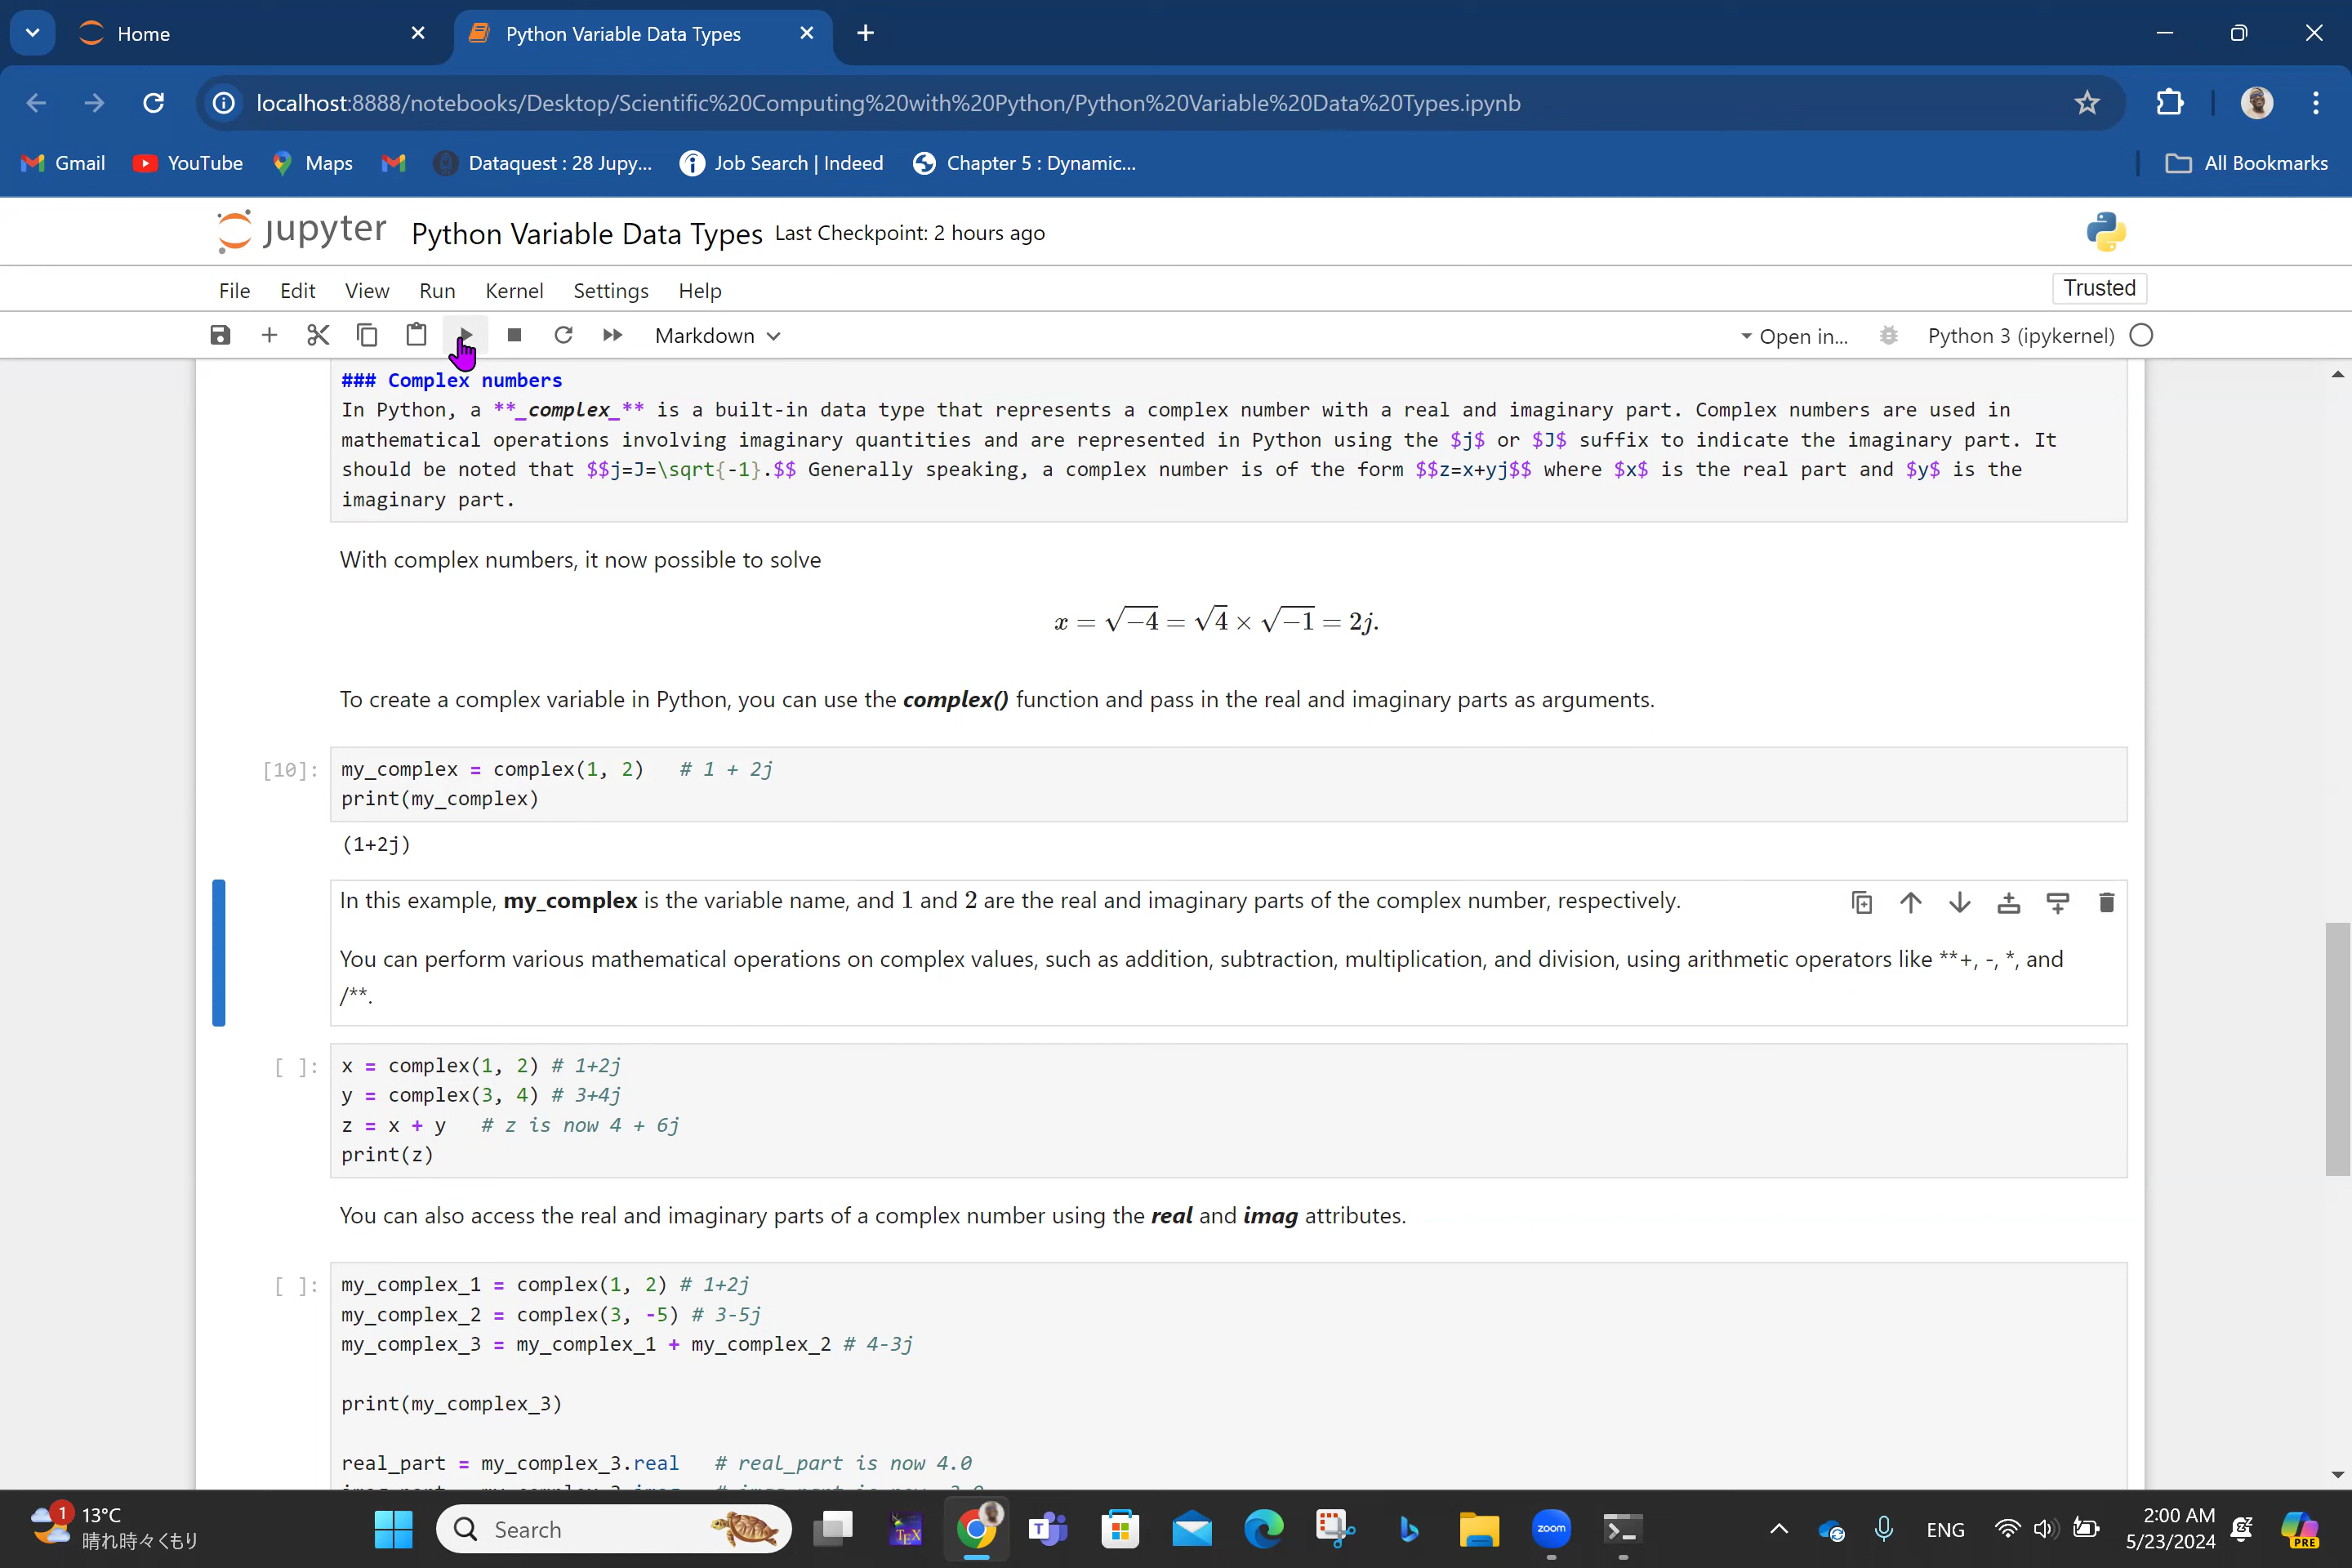 Home
Python Variable Data Types
localhost:8888/notebooks/Desktop/Scientific%20Computing%20with%20Python/Python%20Variable%20Data%20Types.ipynb
Gmail YouTube Maps Dataquest : 28 Jupy... Job Search | Indeed Chapter 5 : Dynamic... All Bookmarks
jupyter Python Variable Data Types Last Checkpoint: 2 hours ago
File Edit View Run Kernel Settings Help Trusted
Markdown Open in... Python 3 (ipykernel)
### Complex numbers
In Python, a **_complex_** is a built-in data type that represents a complex number with a real and imaginary part. Complex numbers are used in
mathematical operations involving imaginary quantities and are represented in Python using the $j$ or $J$ suffix to indicate the imaginary part. It
should be noted that $$j=J=\sqrt{-1}.$$ Generally speaking, a complex number is of the form $$z=x+yj$$ where $x$ is the real part and $y$ is the
imaginary part.
With complex numbers, it now possible to solve
x = √−4 = √4 × √−1 = 2j.
To create a complex variable in Python, you can use the complex() function and pass in the real and imaginary parts as arguments.
[10]: my_complex = complex(1, 2) # 1 + 2j
print(my_complex)
(1+2j)
In this example, my_complex is the variable name, and 1 and 2 are the real and imaginary parts of the complex number, respectively.
You can perform various mathematical operations on complex values, such as addition, subtraction, multiplication, and division, using arithmetic operators like **+, -, *, and
/**.
[ ]: x = complex(1, 2) # 1+2j
y = complex(3, 4) # 3+4j
z = x + y # z is now 4 + 6j
print(z)
You can also access the real and imaginary parts of a complex number using the real and imag attributes.
[ ]: my_complex_1 = complex(1, 2) # 1+2j
my_complex_2 = complex(3, -5) # 3-5j
my_complex_3 = my_complex_1 + my_complex_2 # 4-3j
print(my_complex_3)
real_part = my_complex_3.real # real_part is now 4.0
1 13°C
晴れ時々くもり
Search
TEX
T
zoom
ENG
2:00 AM
5/23/2024
PRE